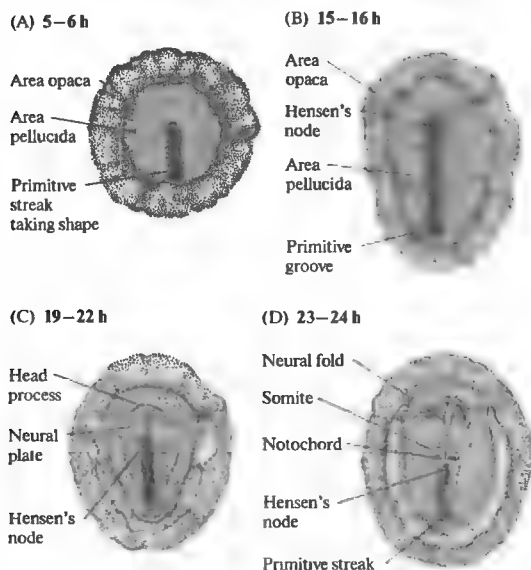 (A) 5–6 h
Area opaca
Area
pellucida
Primitive
streak
taking shape
(B) 15–16 h
Area
opaca
Hensen's
node
Area
pellucida
Primitive
groove
(C) 19–22 h
Head
process
Neural
plate
Hensen's
node
(D) 23–24 h
Neural fold
Somite
Notochord
Hensen's
node
Primitive streak